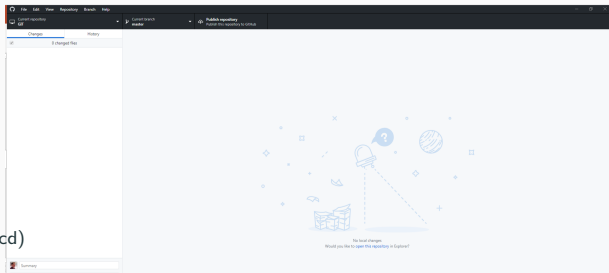 File Edit View Repository Branch Help
Current repository
GIT
Current branch
master
Publish repository
Publish this repository to GitHub
Changes
History
0 changed files
?
No local changes
Would you like to open this repository in Explorer?
cd)
Summary